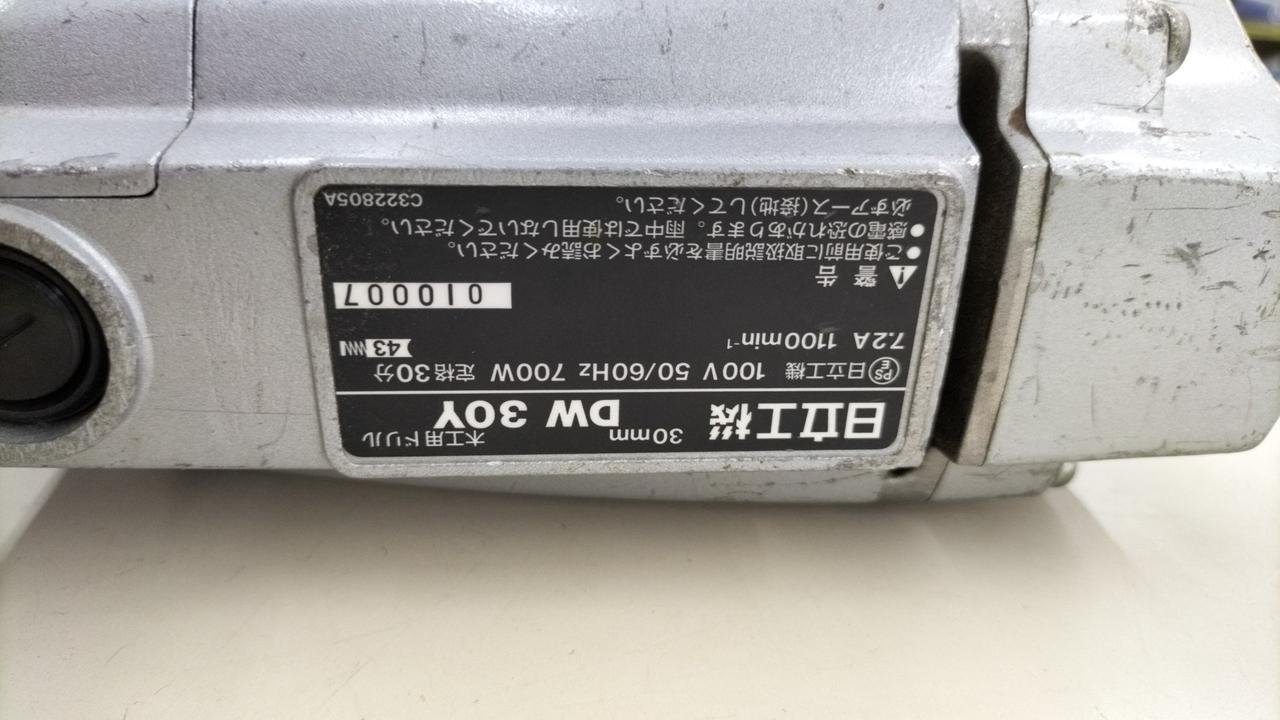 日立工機 30mm DW 30Y 木工用ドリル
PS E 日立工機 100V 50/60Hz 700W 定格30分
7.2A 1100min⁻¹ 43
010007
⚠ 警告
●ご使用前に取扱説明書を必ずよくお読みください。
●感電の恐れがあります。雨中では使用しないでください。
必ずアース(接地)してください。
C322805A